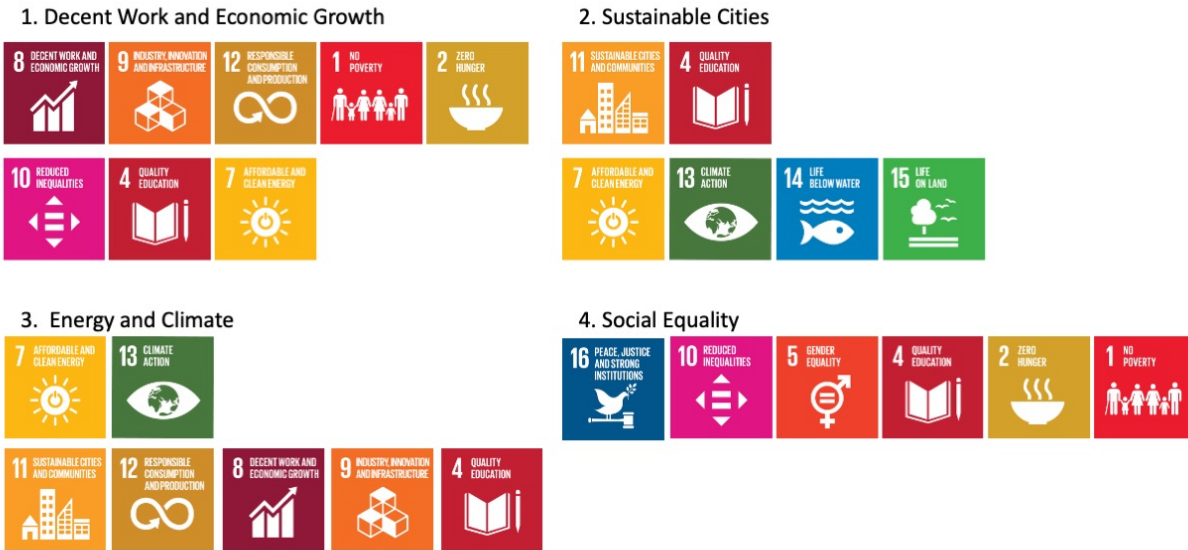 1. Decent Work and Economic Growth
8 DECENT WORK AND
ECONOMIC GROWTH
9 INDUSTRY, INNOVATION
AND INFRASTRUCTURE
12 RESPONSIBLE
CONSUMPTION
AND PRODUCTION
1 NO
POVERTY
2 ZERO
HUNGER
10 REDUCED
INEQUALITIES
4 QUALITY
EDUCATION
7 AFFORDABLE AND
CLEAN ENERGY
2. Sustainable Cities
11 SUSTAINABLE CITIES
AND COMMUNITIES
4 QUALITY
EDUCATION
7 AFFORDABLE AND
CLEAN ENERGY
13 CLIMATE
ACTION
14 LIFE
BELOW WATER
15 LIFE
ON LAND
3. Energy and Climate
7 AFFORDABLE AND
CLEAN ENERGY
13 CLIMATE
ACTION
11 SUSTAINABLE CITIES
AND COMMUNITIES
12 RESPONSIBLE
CONSUMPTION
AND PRODUCTION
8 DECENT WORK AND
ECONOMIC GROWTH
9 INDUSTRY, INNOVATION
AND INFRASTRUCTURE
4 QUALITY
EDUCATION
4. Social Equality
16 PEACE, JUSTICE
AND STRONG
INSTITUTIONS
10 REDUCED
INEQUALITIES
5 GENDER
EQUALITY
4 QUALITY
EDUCATION
2 ZERO
HUNGER
1 NO
POVERTY